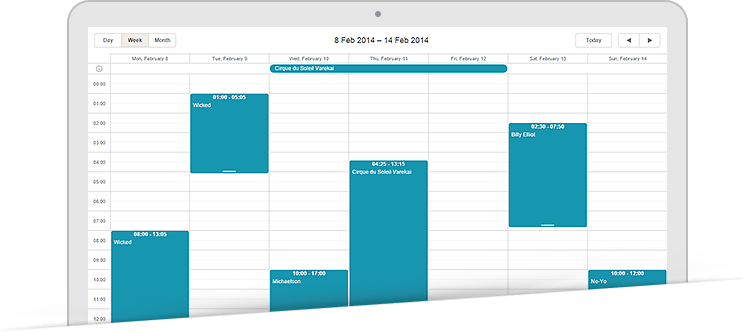 Day Week Month
8 Feb 2014 – 14 Feb 2014
Today
Mon, February 8 Tue, February 9 Wed, February 10 Thu, February 11 Fri, February 12 Sat, February 13 Sun, February 14
Cirque du Soleil Varekai
00:00
01:00 - 05:05
01:00
Wicked
02:00
02:30 - 07:50
Billy Elliot
03:00
04:00
04:25 - 13:15
Cirque du Soleil Varekai
05:00
06:00
07:00
08:00 - 13:05
08:00
Wicked
09:00
10:00 - 17:00
10:00 - 12:00
10:00
Michaelson
Ne-Yo
11:00
12:00